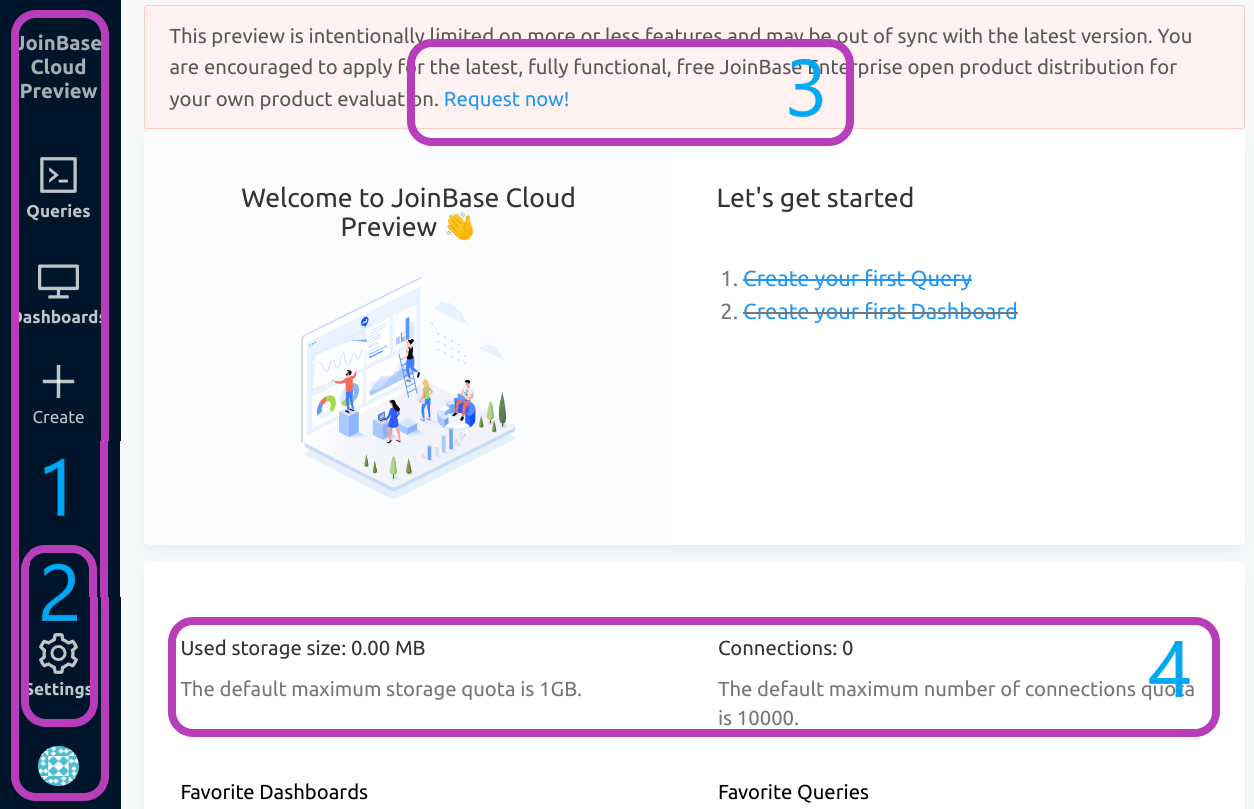 JoinBase
Cloud
Preview
Queries
Dashboards
Create
1
2
Settings
This preview is intentionally limited on more or less features and may be out of sync with the latest version. You
are encouraged to apply for the latest, fully functional, free JoinBase Enterprise open product distribution for
your own product evaluation. Request now!
3
Welcome to JoinBase Cloud
Preview 👋
Let's get started
1. Create your first Query
2. Create your first Dashboard
Used storage size: 0.00 MB
The default maximum storage quota is 1GB.
Connections: 0
The default maximum number of connections quota
is 10000.
4
Favorite Dashboards
Favorite Queries